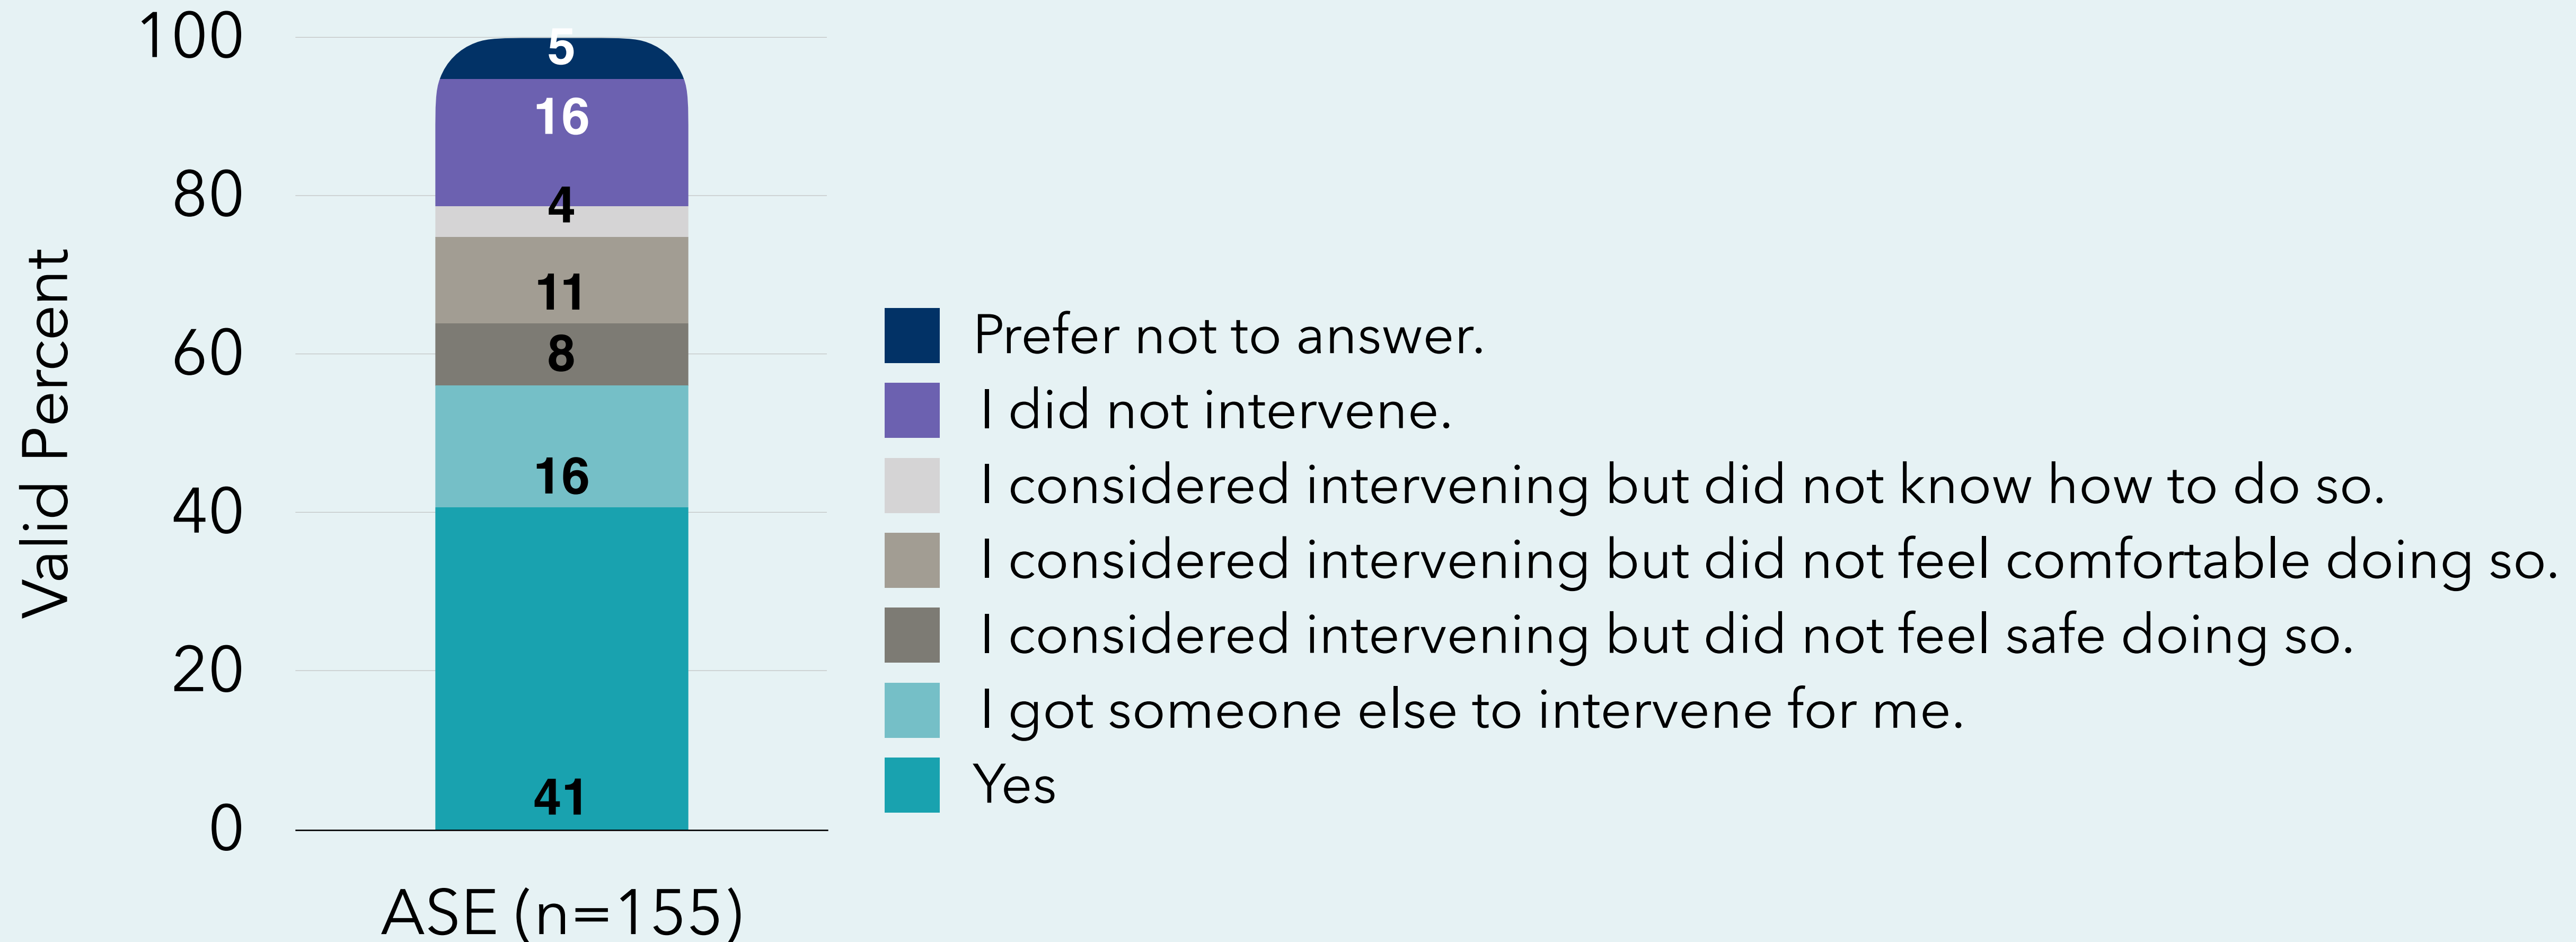 Valid Percent
100
80
60
40
20
0
5
16
4
11
8
16
41
ASE (n=155)
Prefer not to answer.
I did not intervene.
I considered intervening but did not know how to do so.
I considered intervening but did not feel comfortable doing so.
I considered intervening but did not feel safe doing so.
I got someone else to intervene for me.
Yes